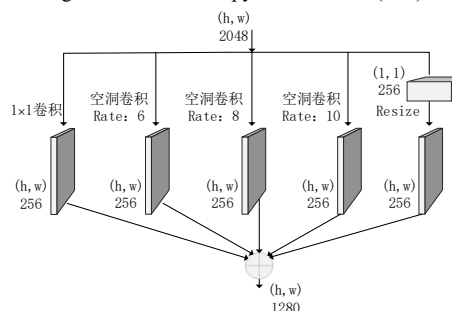 (h,w)
2048
1×1卷积
空洞卷积
Rate: 6
空洞卷积
Rate: 8
空洞卷积
Rate: 10
(1,1)
256
Resize
(h,w)
256
(h,w)
256
(h,w)
256
(h,w)
256
(h,w)
256
(h,w)
1280